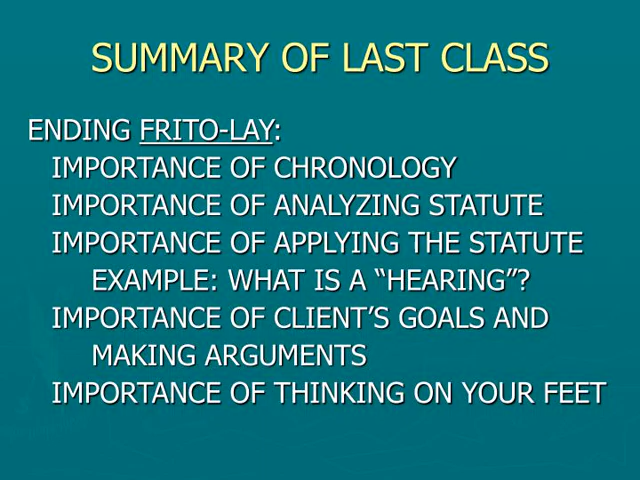 SUMMARY OF LAST CLASS
ENDING FRITO-LAY:
IMPORTANCE OF CHRONOLOGY
IMPORTANCE OF ANALYZING STATUTE
IMPORTANCE OF APPLYING THE STATUTE
EXAMPLE: WHAT IS A “HEARING”?
IMPORTANCE OF CLIENT’S GOALS AND
MAKING ARGUMENTS
IMPORTANCE OF THINKING ON YOUR FEET